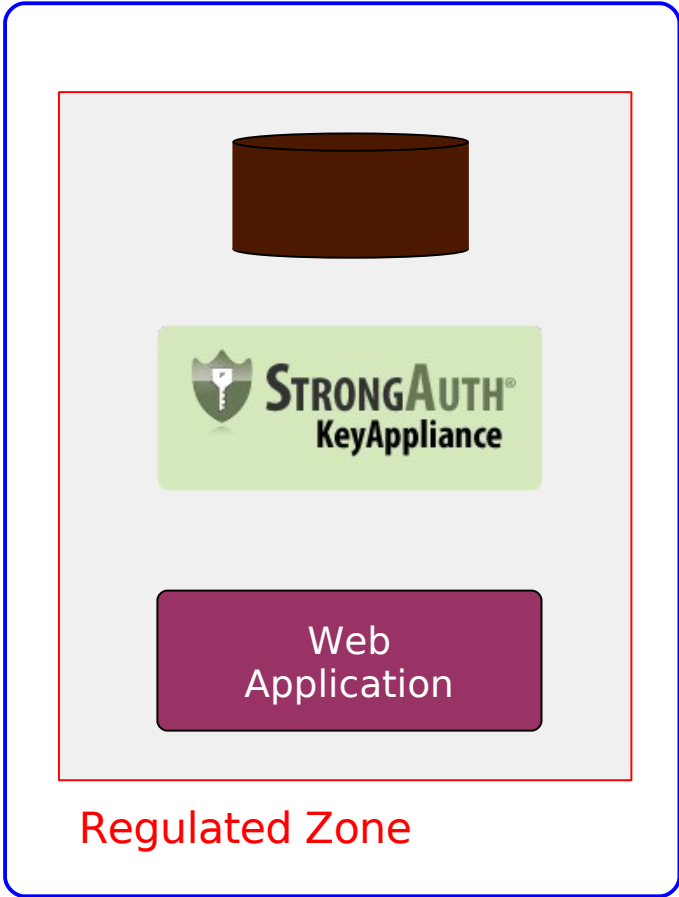 STRONGAUTH®
KeyAppliance
Web
Application
Regulated Zone